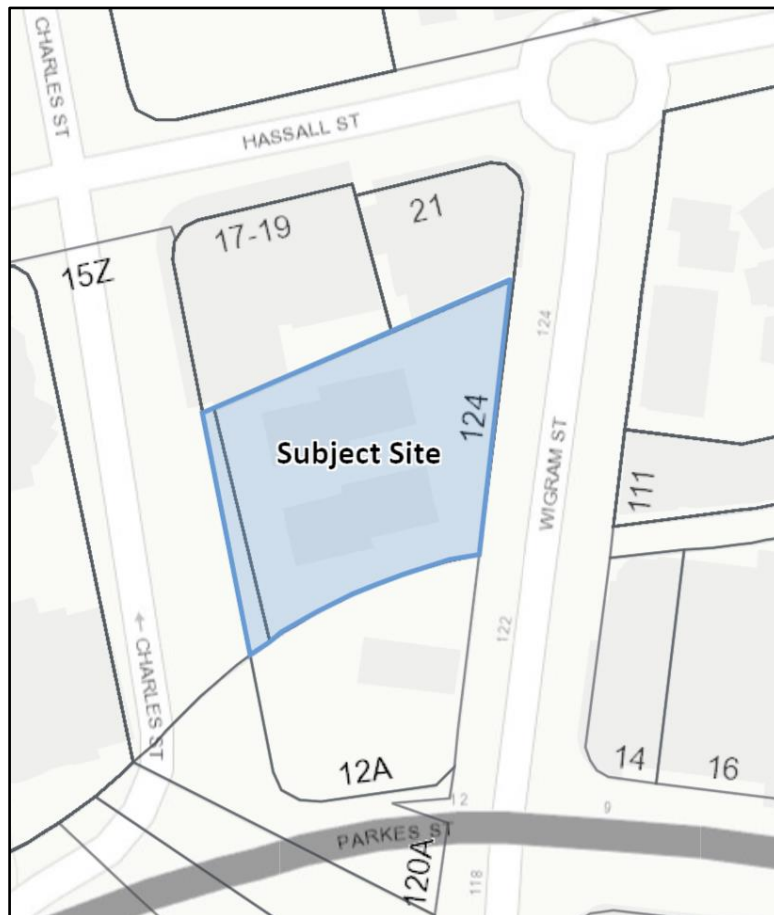 CHARLES ST
HASSALL ST
17-19
21
15Z
124
124
Subject Site
WIGRAM ST
111
122
← CHARLES ST
12A
14
16
12
9
PARKES ST
120A
118